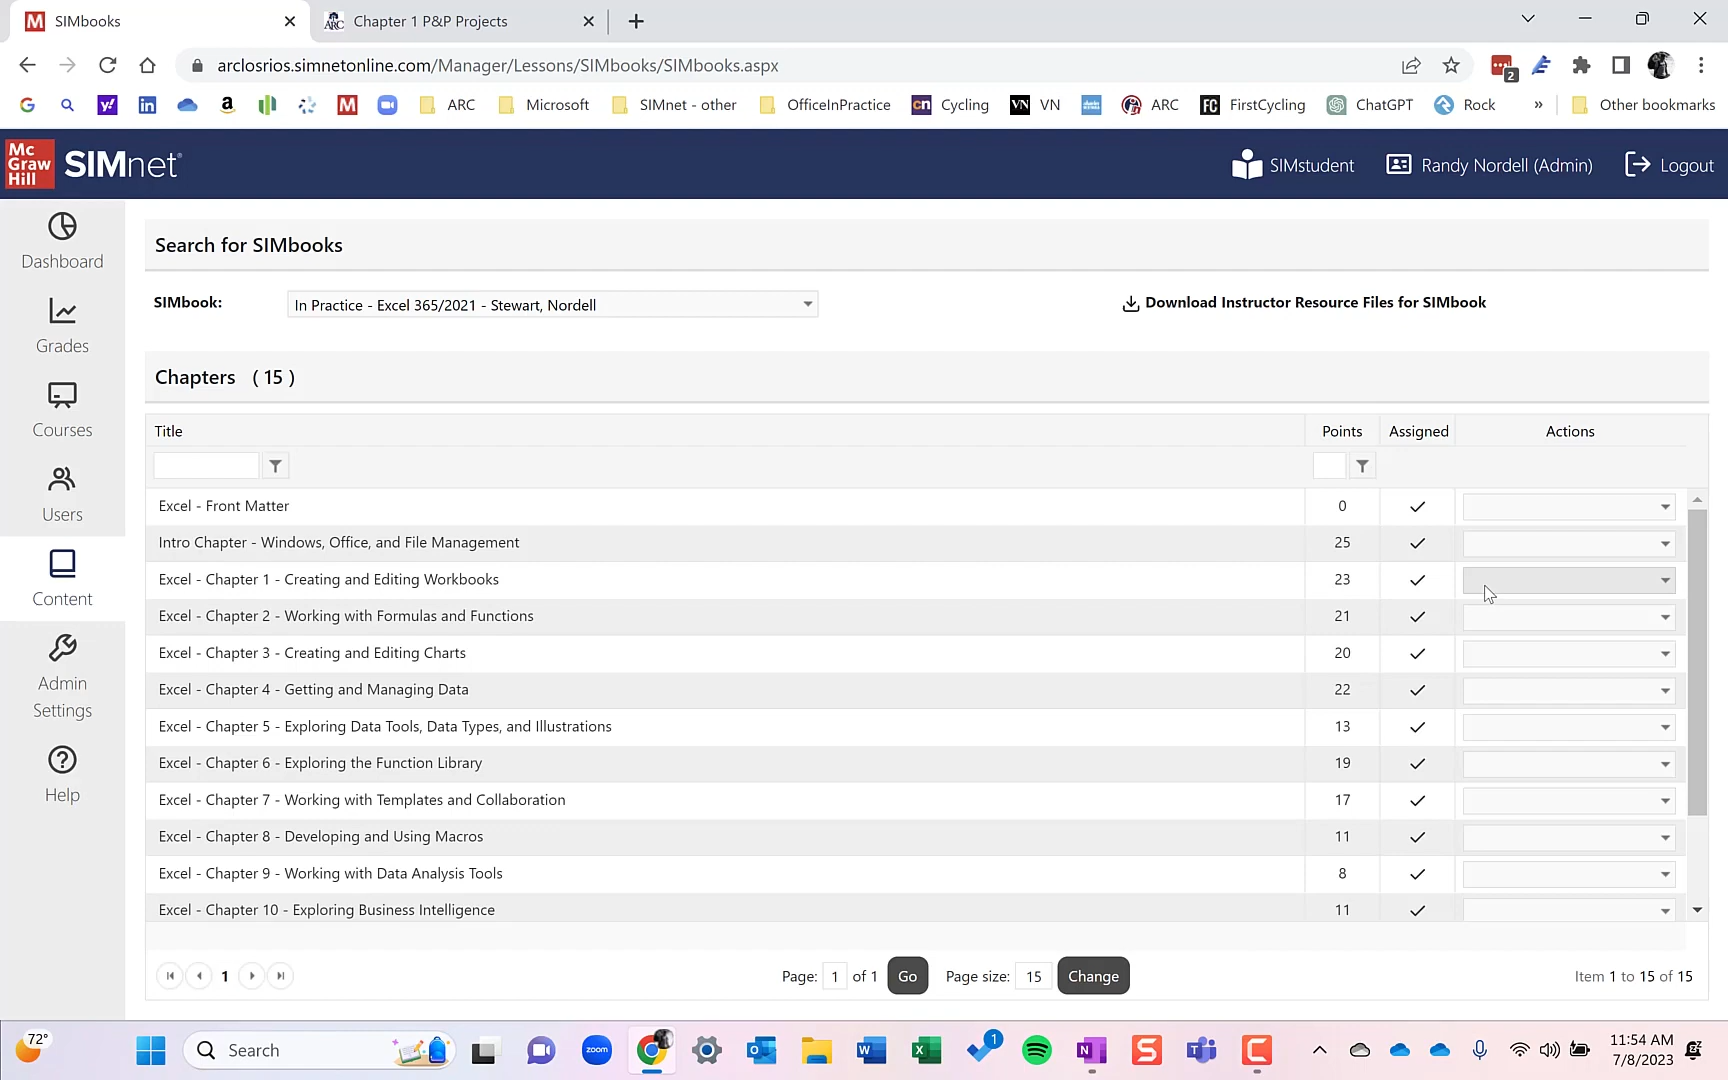 SIMbooks
Chapter 1 P&P Projects
arclosrios.simnetonline.com/Manager/Lessons/SIMbooks/SIMbooks.aspx
2
ARC
Microsoft
SIMnet - other
OfficeInPractice
Cycling
VN
ARC
FirstCycling
ChatGPT
Rock
Other bookmarks
Mc Graw Hill
SIMnet
SIMstudent
Randy Nordell (Admin)
Logout
Dashboard
Grades
Courses
Users
Content
Admin Settings
Help
Search for SIMbooks
SIMbook:
In Practice - Excel 365/2021 - Stewart, Nordell
Download Instructor Resource Files for SIMbook
Chapters ( 15 )
Title Points Assigned Actions
Excel - Front Matter 0
Intro Chapter - Windows, Office, and File Management 25
Excel - Chapter 1 - Creating and Editing Workbooks 23
Excel - Chapter 2 - Working with Formulas and Functions 21
Excel - Chapter 3 - Creating and Editing Charts 20
Excel - Chapter 4 - Getting and Managing Data 22
Excel - Chapter 5 - Exploring Data Tools, Data Types, and Illustrations 13
Excel - Chapter 6 - Exploring the Function Library 19
Excel - Chapter 7 - Working with Templates and Collaboration 17
Excel - Chapter 8 - Developing and Using Macros 11
Excel - Chapter 9 - Working with Data Analysis Tools 8
Excel - Chapter 10 - Exploring Business Intelligence 11
1
Page: 1 of 1 Go Page size: 15 Change
Item 1 to 15 of 15
72°
Search
zoom
1
11:54 AM
7/8/2023